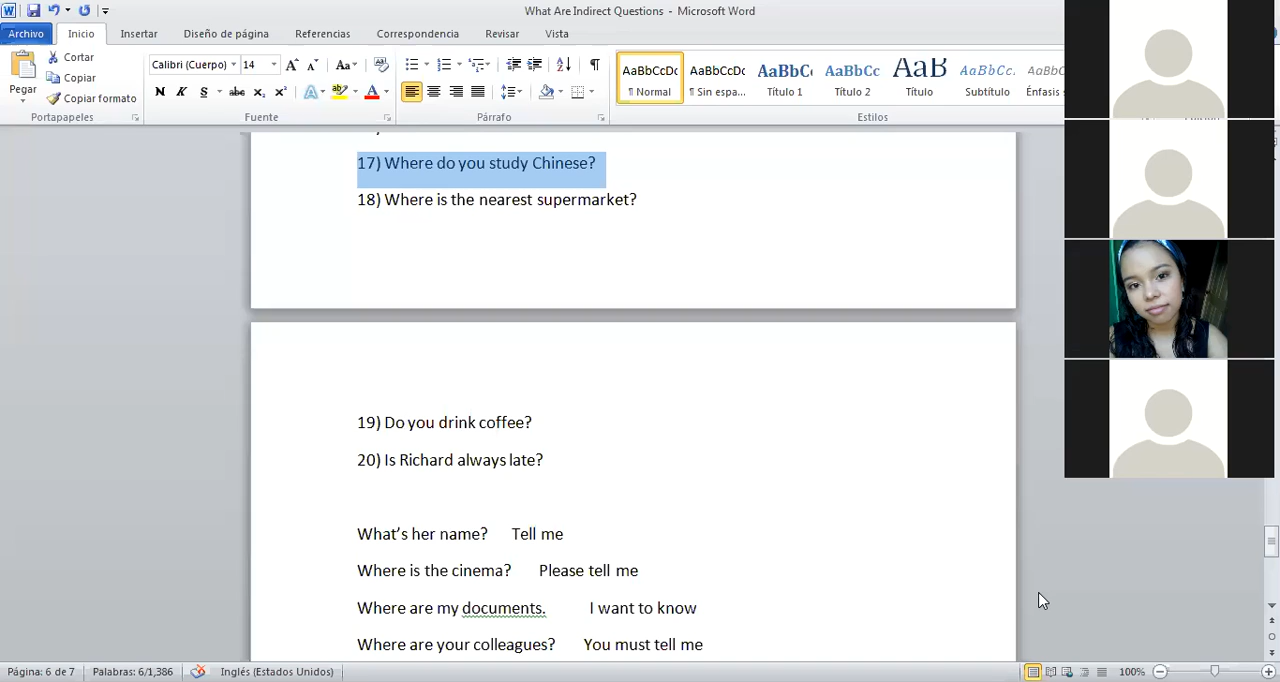 What Are Indirect Questions - Microsoft Word
Archivo Inicio Insertar Diseño de página Referencias Correspondencia Revisar Vista
Cortar
Copiar
Copiar formato
Pegar
Portapapeles
Calibri (Cuerpo) 14
Fuente
Párrafo
AaBbCcDc AaBbCcDc AaBbC AaBbCc AaB AaBbCc. AaBbCc
¶ Normal ¶ Sin espa... Título 1 Título 2 Título Subtítulo Énfasis
Estilos
17) Where do you study Chinese?
18) Where is the nearest supermarket?
19) Do you drink coffee?
20) Is Richard always late?
What's her name? Tell me
Where is the cinema? Please tell me
Where are my documents. I want to know
Where are your colleagues? You must tell me
Página: 6 de 7 Palabras: 6/1,386 Inglés (Estados Unidos) 100%